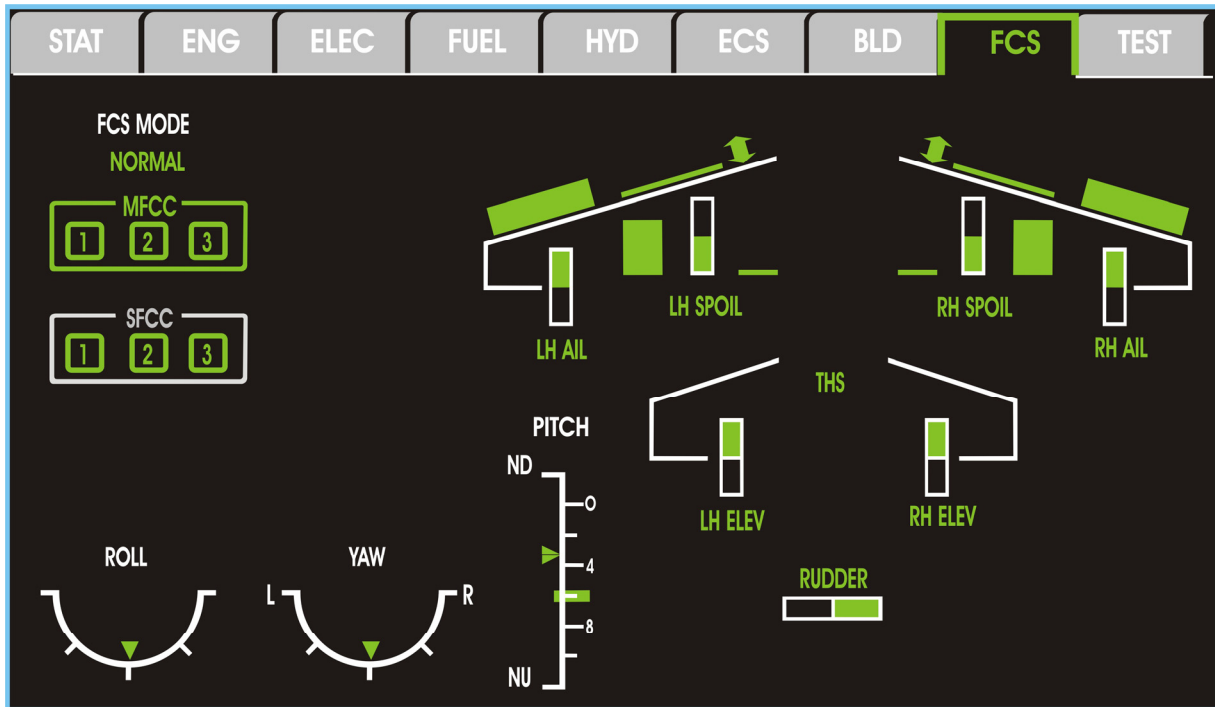 STAT ENG ELEC FUEL HYD ECS BLD FCS TEST
FCS MODE
NORMAL
MFCC
1 2 3
SFCC
1 2 3
LH SPOIL
RH SPOIL
LH AIL
RH AIL
THS
PITCH
ND
0
4
8
NU
LH ELEV
RH ELEV
ROLL
YAW
L R
RUDDER